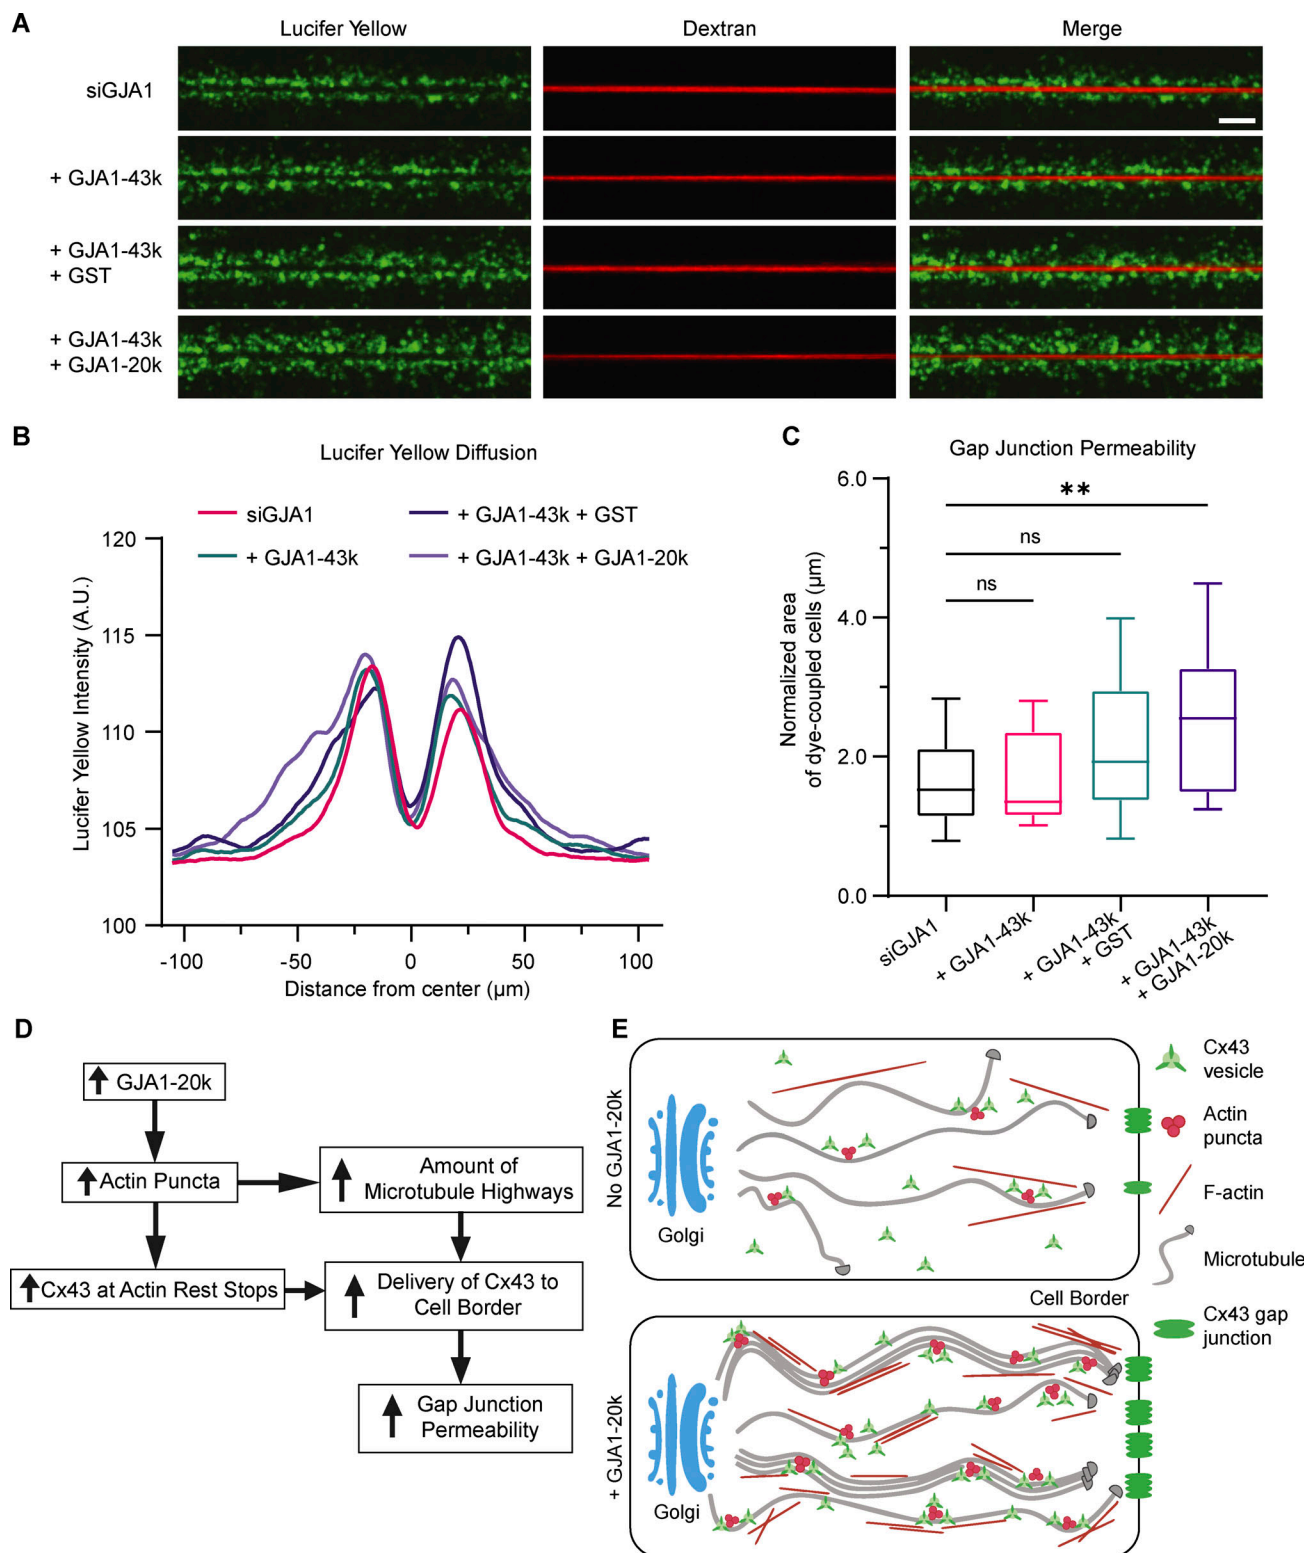 A
Lucifer Yellow
Dextran
Merge
siGJA1
+ GJA1-43k
+ GJA1-43k
+ GST
+ GJA1-43k
+ GJA1-20k
B
Lucifer Yellow Diffusion
siGJA1
+ GJA1-43k + GST
+ GJA1-43k
+ GJA1-43k + GJA1-20k
Lucifer Yellow Intensity (A.U.)
120
115
110
105
100
-100
-50
0
50
100
Distance from center (μm)
C
Gap Junction Permeability
Normalized area
of dye-coupled cells (μm)
6.0
4.0
2.0
0.0
**
ns
ns
siGJA1
+ GJA1-43k
+ GJA1-43k
+ GST
+ GJA1-43k
+ GJA1-20k
D
GJA1-20k
Actin Puncta
Amount of
Microtubule Highways
Cx43 at Actin Rest Stops
Delivery of Cx43 to
Cell Border
Gap Junction
Permeability
E
No GJA1-20k
Golgi
Cell Border
+ GJA1-20k
Golgi
Cx43
vesicle
Actin
puncta
F-actin
Microtubule
Cx43 gap
junction